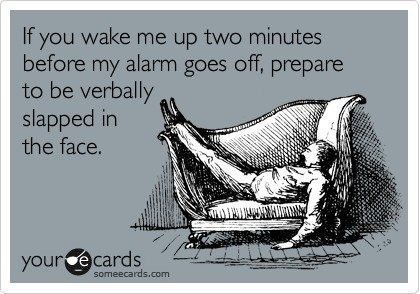 If you wake me up two minutes
before my alarm goes off, prepare
to be verbally
slapped in
the face.
your e cards
someecards.com